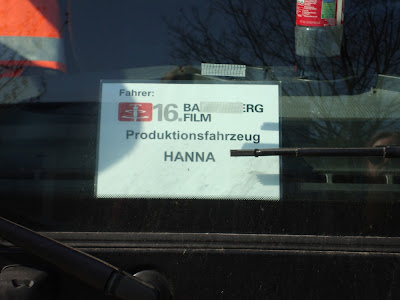 Fahrer:
16.
FILM
Produktionsfahrzeug
HANNA